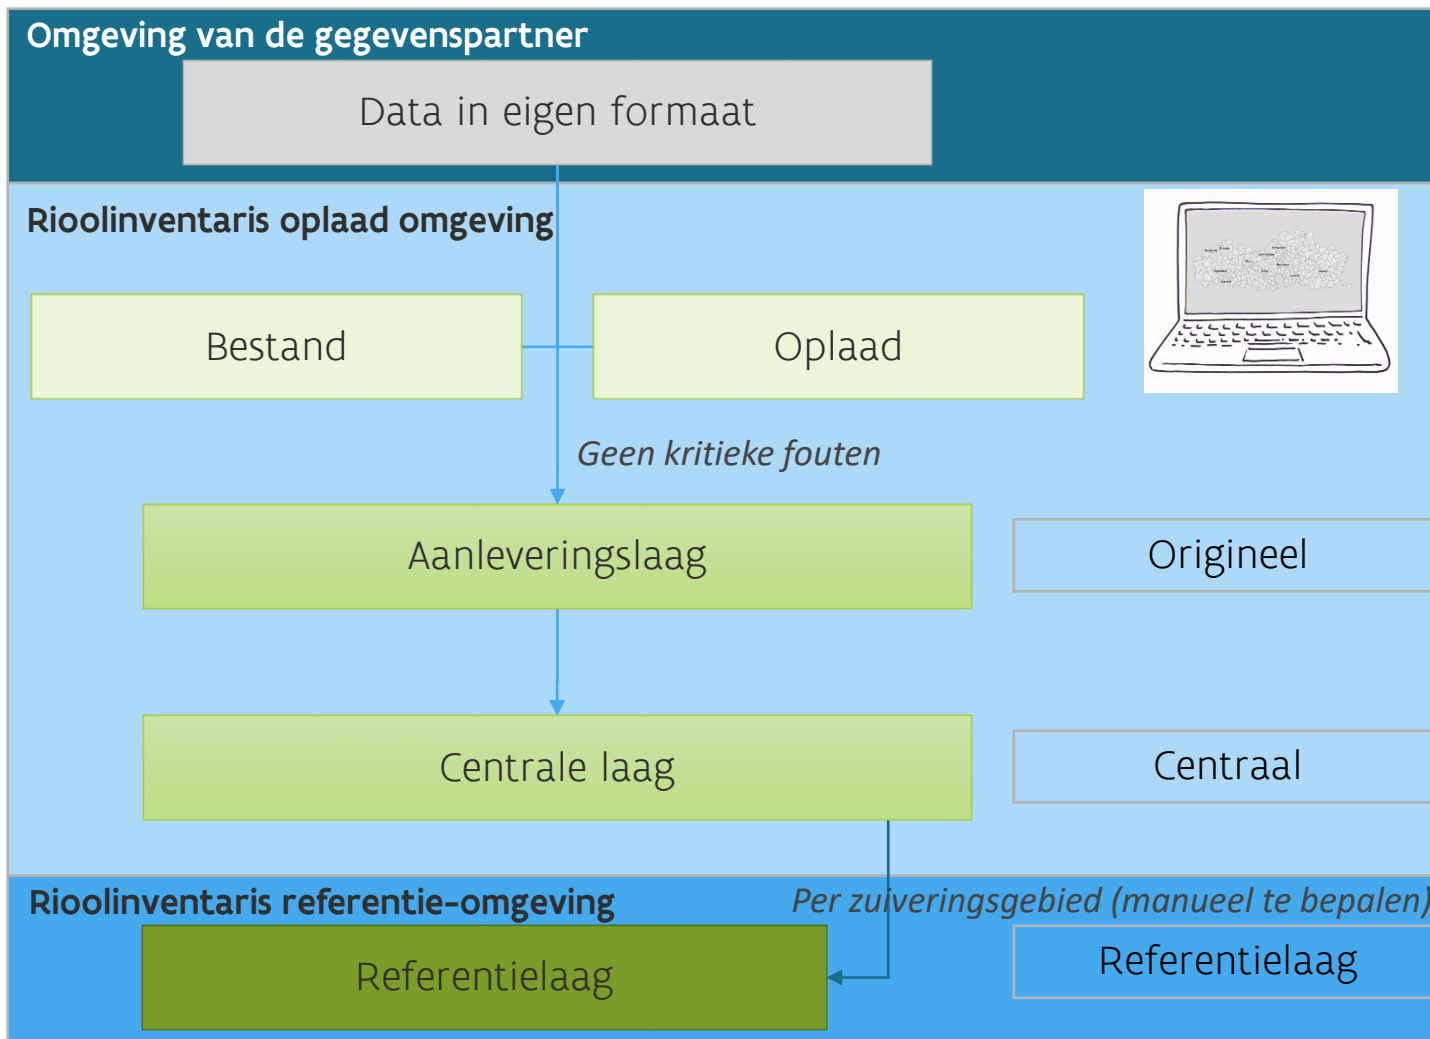 Omgeving van de gegevenspartner
Data in eigen formaat
Rioolinventaris oplaad omgeving
Bestand
Oplaad
Geen kritieke fouten
Aanleveringslaag
Origineel
Centrale laag
Centraal
Rioolinventaris referentie-omgeving
Per zuiveringsgebied (manueel te bepalen)
Referentielaag
Referentielaag